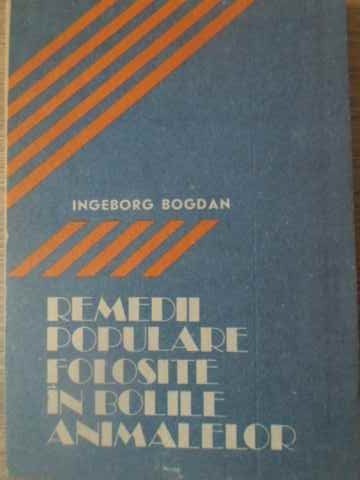 INGEBORG BOGDAN
REMEDII
POPULARE
FOLOSITE
ÎN BOLILE
ANIMALELOR